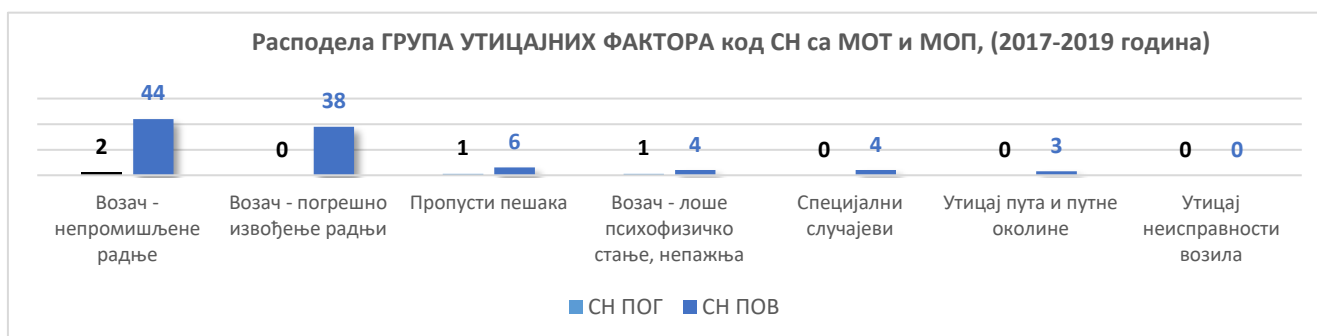 Расподела ГРУПА УТИЦАЈНИХ ФАКТОРА код СН са МОТ и МОП, (2017-2019 година)
2 44 0 38 1 6 1 4 0 4 0 3 0 0
Возач - непромишљене радње
Возач - погрешно извођење радњи
Пропусти пешака
Возач - лоше психофизичко стање, непажња
Специјални случајеви
Утицај пута и путне околине
Утицај неисправности возила
СН ПОГ СН ПОВ